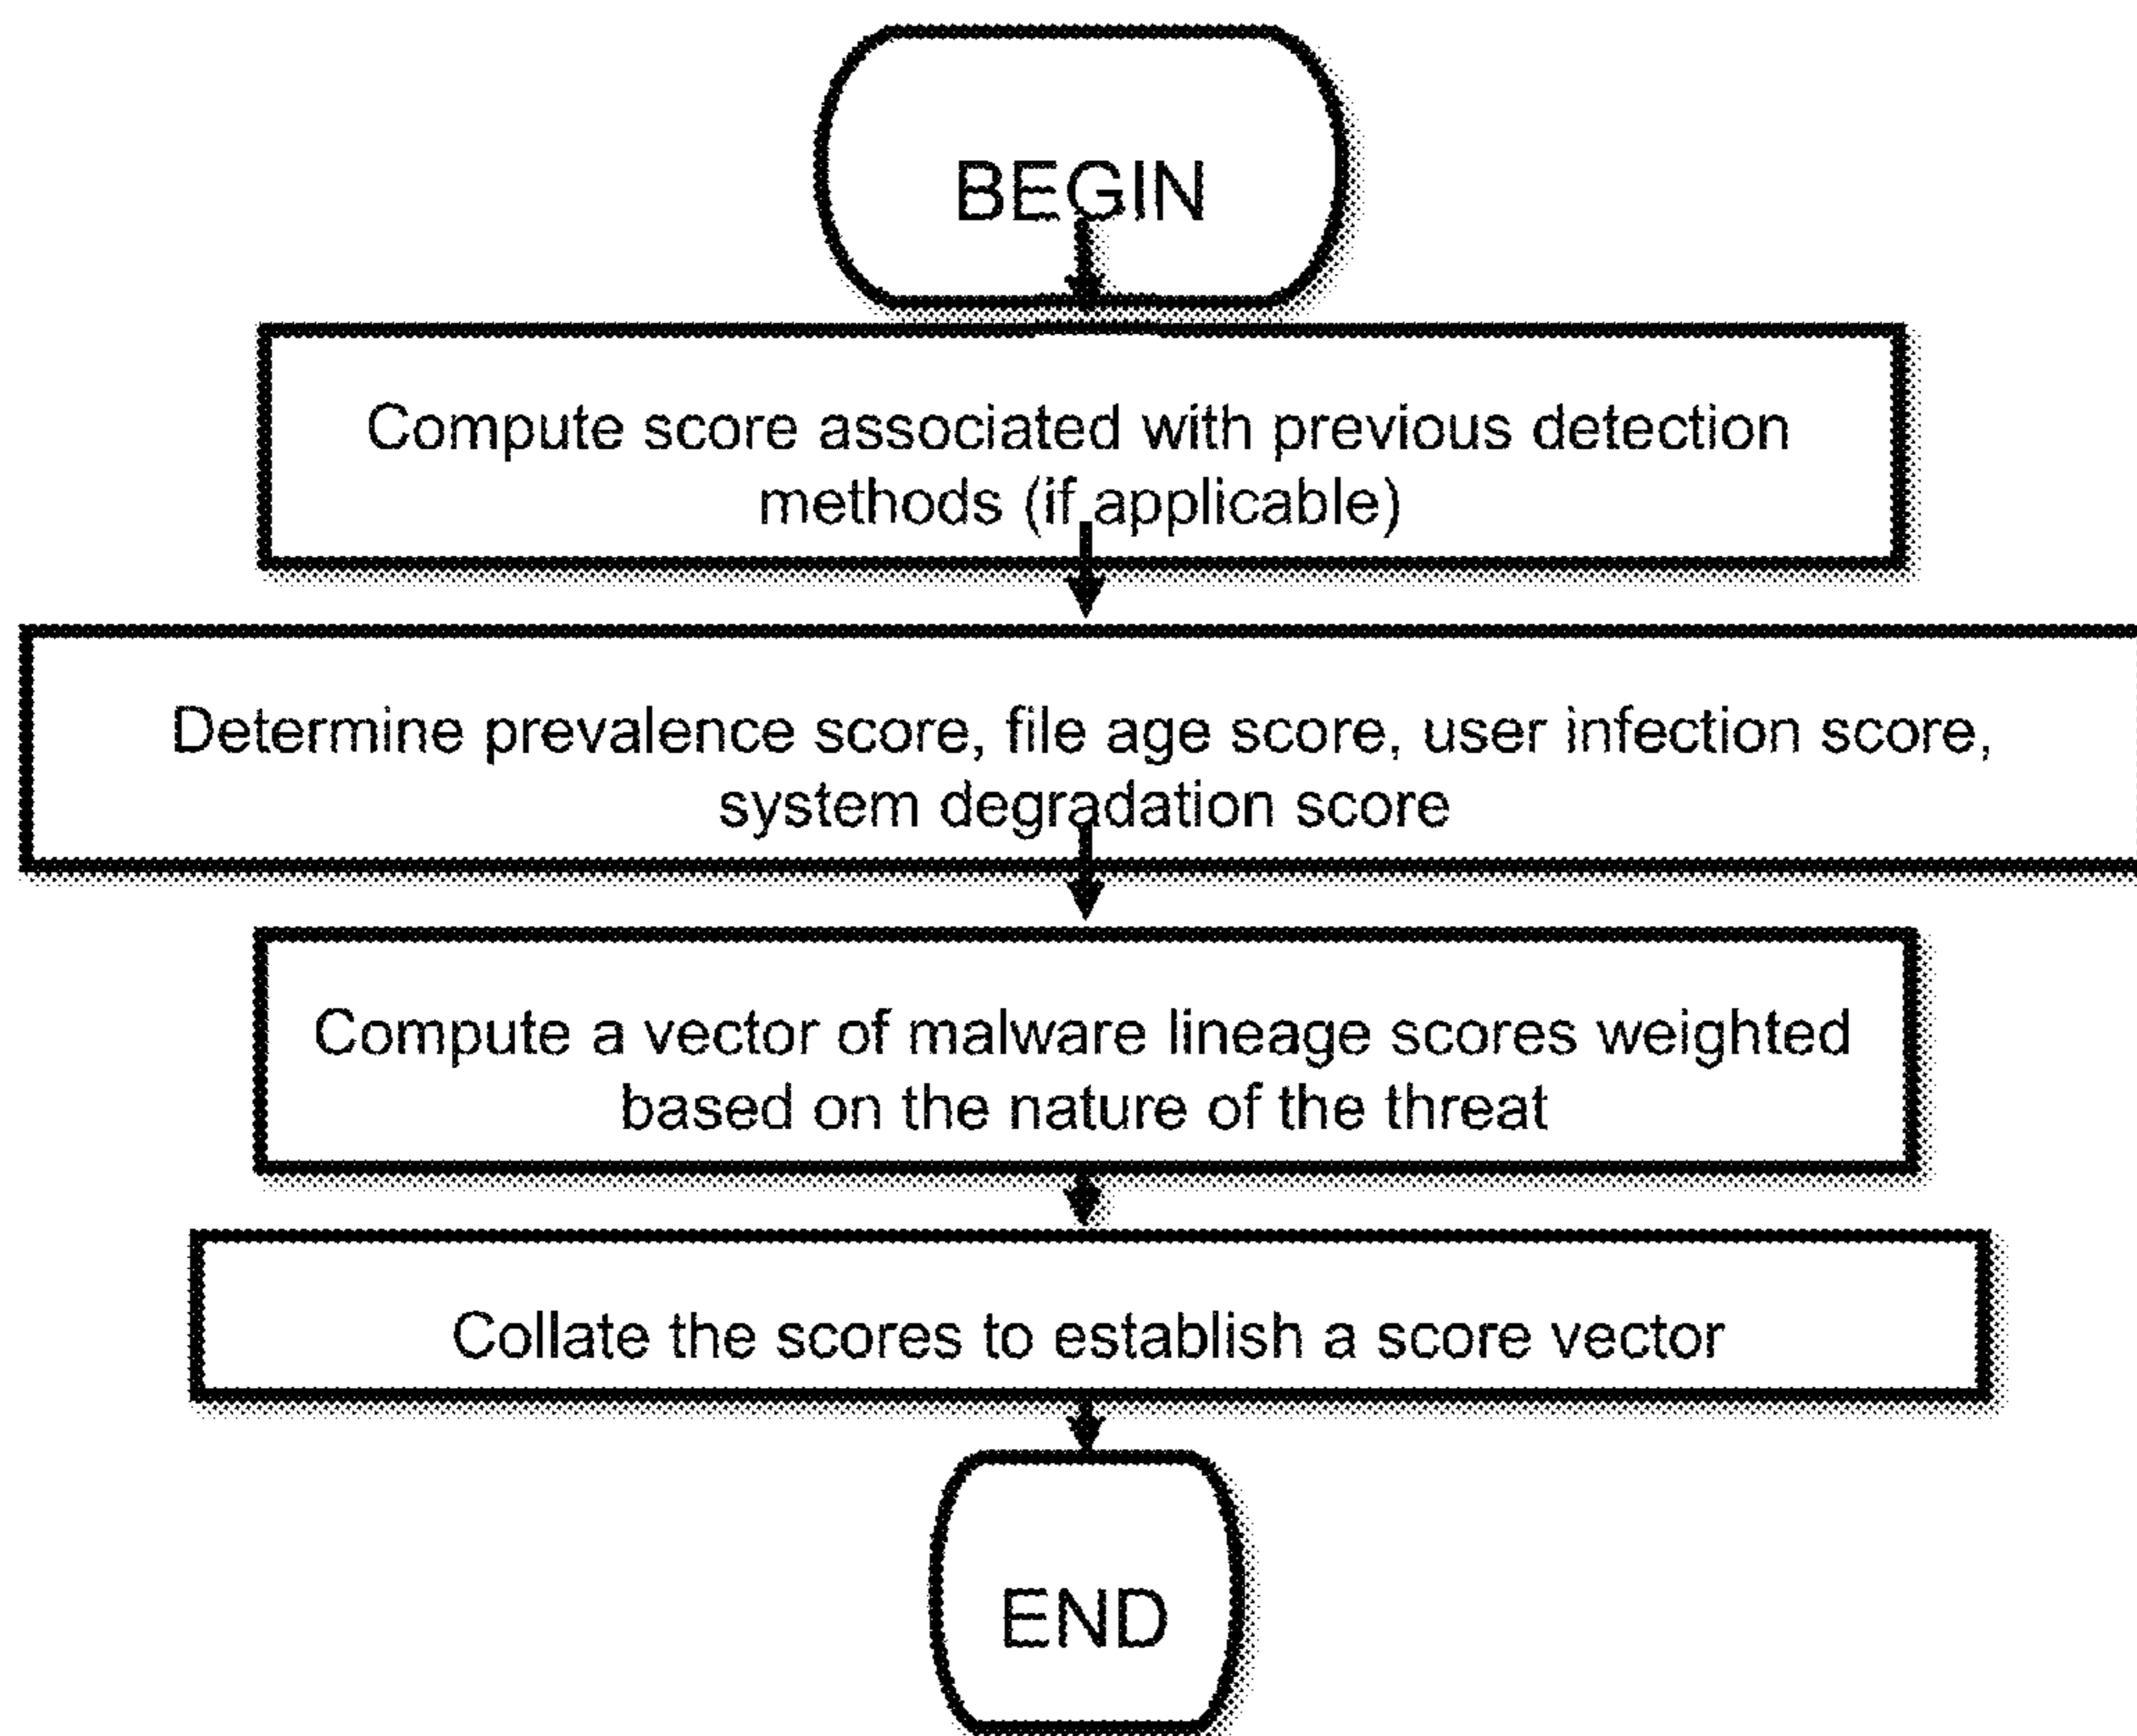 BEGIN
Compute score associated with previous detection
methods (if applicable)
Determine prevalence score, file age score, user infection score,
system degradation score
Compute a vector of malware lineage scores weighted
based on the nature of the threat
Collate the scores to establish a score vector
END